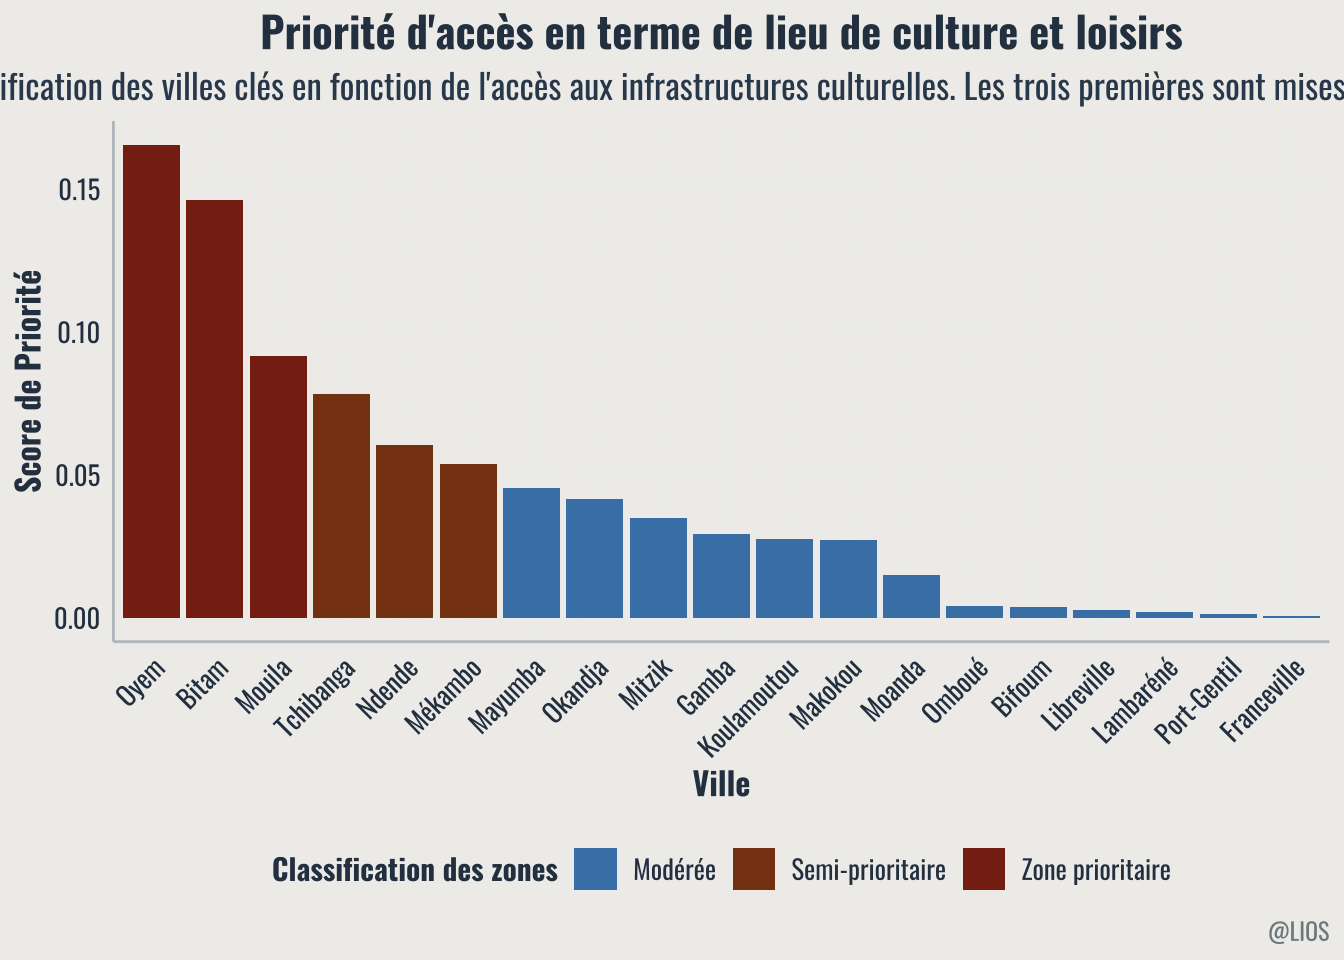 Priorité d'accès en terme de lieu de culture et loisirs
ification des villes clés en fonction de l'accès aux infrastructures culturelles. Les trois premières sont mises
Score de Priorité
0.15
0.10
0.05
0.00
Oyem
Bitam
Mouila
Tchibanga
Ndende
Mékambo
Mayumba
Okandja
Mitzik
Gamba
Koulamoutou
Makokou
Moanda
Omboué
Bifoum
Libreville
Lambaréné
Port-Gentil
Franceville
Ville
Classification des zones Modérée Semi-prioritaire Zone prioritaire
@LIOS